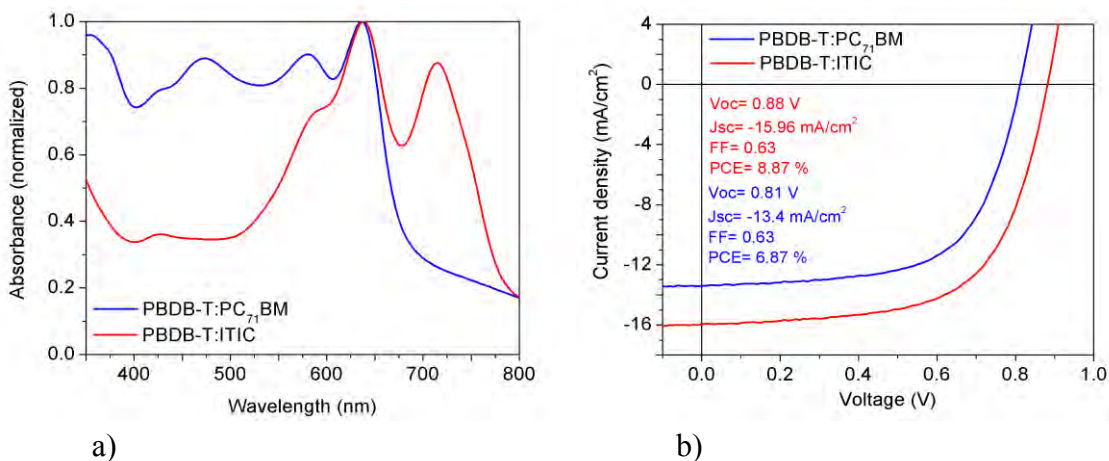 1.0
0.8
0.6
0.4
0.2
0.0
Absorbance (normalized)
PBDB-T:PC₇₁BM
PBDB-T:ITIC
400
500
600
700
800
Wavelength (nm)
a)
4
0
-4
-8
-12
-16
Current density (mA/cm²)
PBDB-T:PC₇₁BM
PBDB-T:ITIC
Voc= 0.88 V
Jsc= -15.96 mA/cm²
FF= 0.63
PCE= 8.87 %
Voc= 0.81 V
Jsc= -13.4 mA/cm²
FF= 0.63
PCE= 6.87 %
0.0
0.2
0.4
0.6
0.8
1.0
Voltage (V)
b)